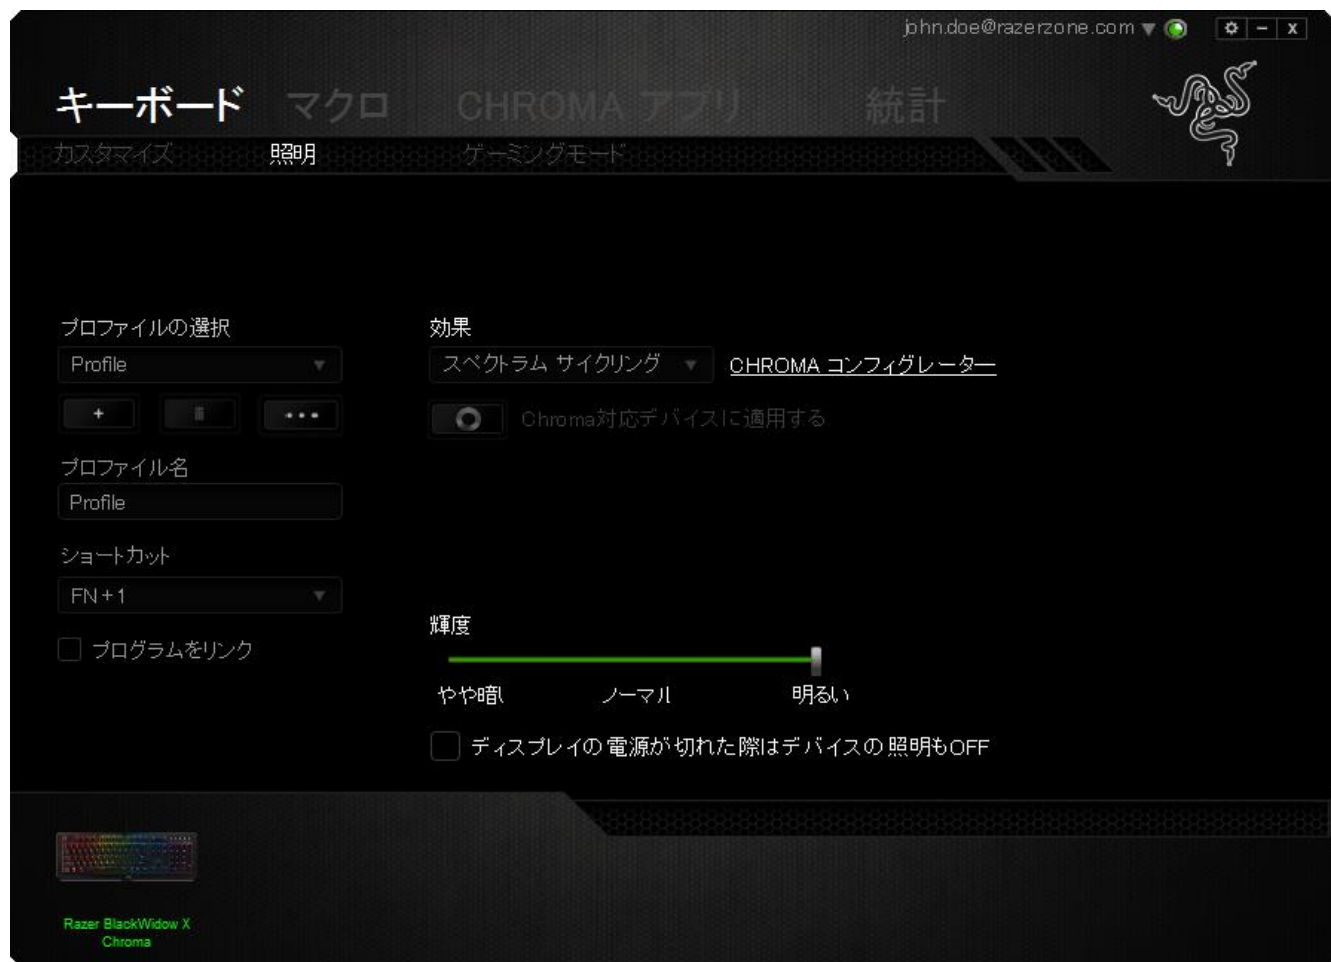 john.doe@razerzone.com
キーボード マクロ CHROMA アプリ 統計
カスタマイズ 照明 ゲーミングモード
プロファイルの選択
Profile
プロファイル名
Profile
ショートカット
FN+1
プログラムをリンク
効果
スペクトラム サイクリング CHROMA コンフィグレーター
Chroma対応デバイスに適用する
輝度
やや暗い ノーマル 明るい
ディスプレイの電源が切れた際はデバイスの照明もOFF
Razer BlackWidow X
Chroma